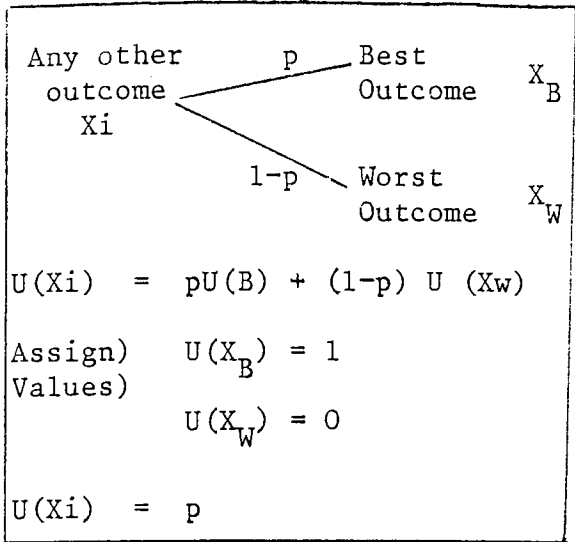 Any other p Best
outcome Outcome X_B
Xi
1-p Worst
Outcome X_W
U(Xi) = pU(B) + (1-p) U (Xw)
Assign) U(X_B) = 1
Values)
U(X_W) = 0
U(Xi) = p